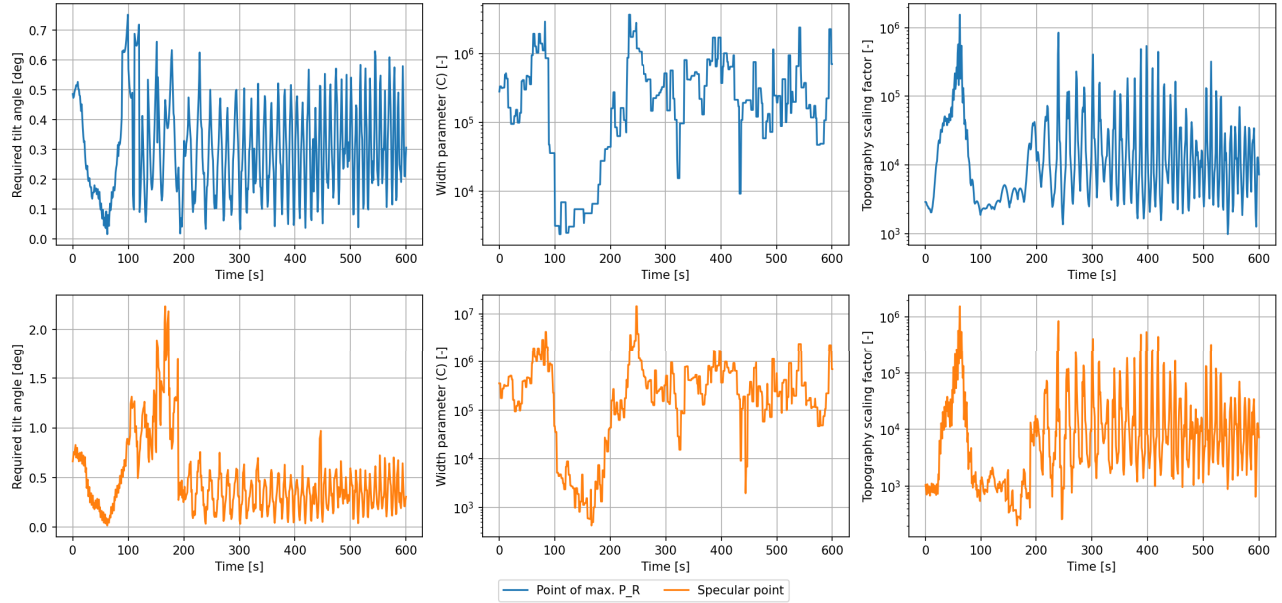 Required tilt angle [deg]
0.7
0.6
0.5
0.4
0.3
0.2
0.1
0.0
0 100 200 300 400 500 600
Time [s]
Width parameter (C) [-]
10^6
10^5
10^4
0 100 200 300 400 500 600
Time [s]
Topography scaling factor [-]
10^6
10^5
10^4
10^3
0 100 200 300 400 500 600
Time [s]
Required tilt angle [deg]
2.0
1.5
1.0
0.5
0.0
0 100 200 300 400 500 600
Time [s]
Width parameter (C) [-]
10^7
10^6
10^5
10^4
10^3
0 100 200 300 400 500 600
Time [s]
Topography scaling factor [-]
10^6
10^5
10^4
10^3
0 100 200 300 400 500 600
Time [s]
Point of max. P_R Specular point